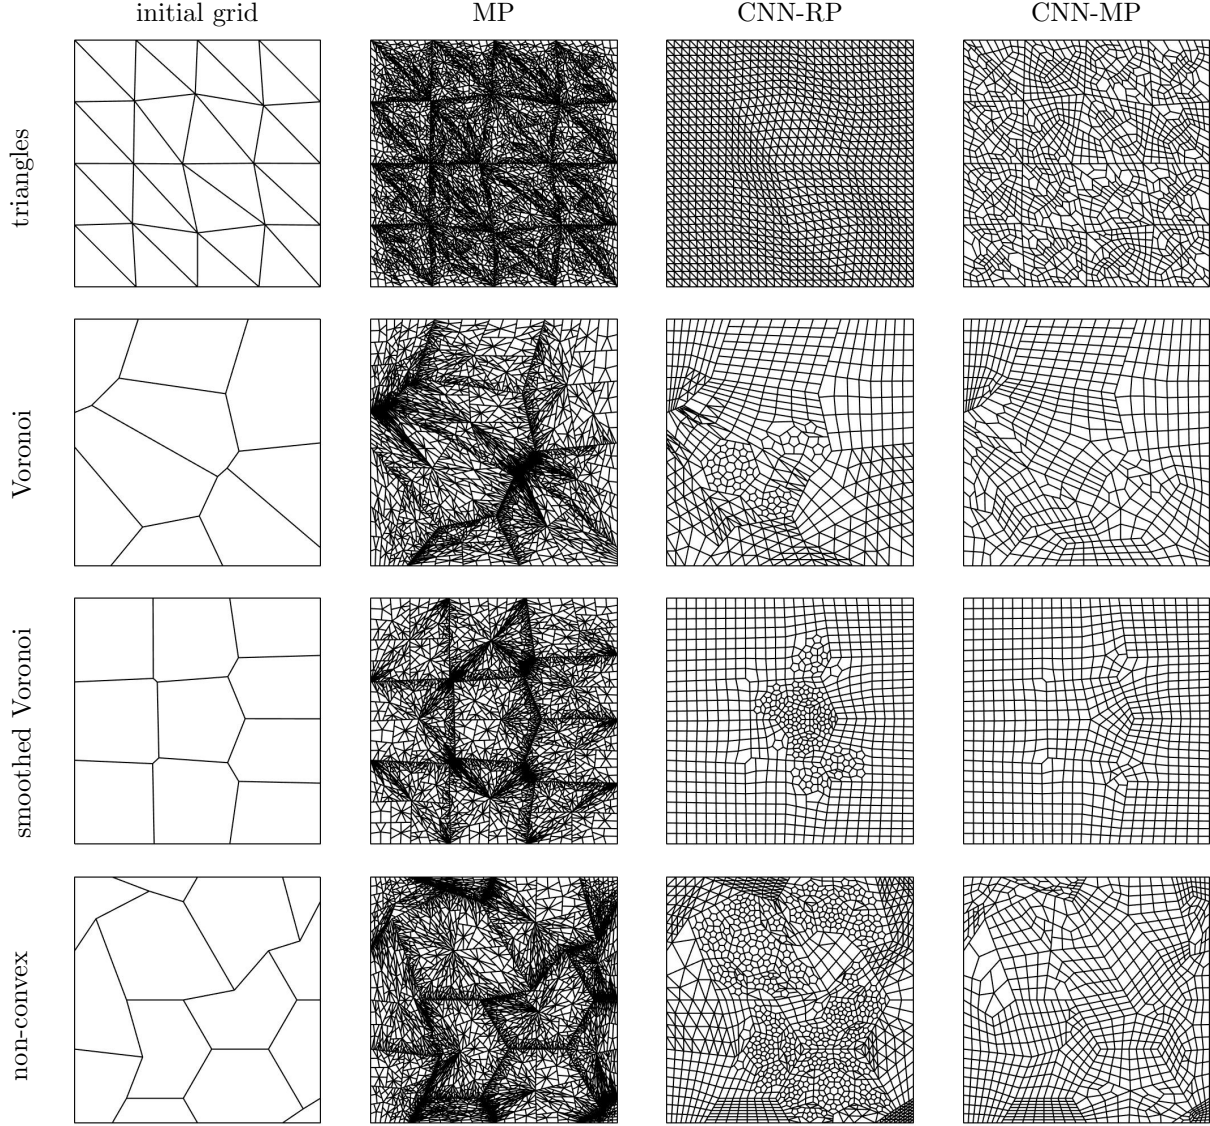 initial grid MP CNN-RP CNN-MP
triangles
Voronoi
smoothed Voronoi
non-convex